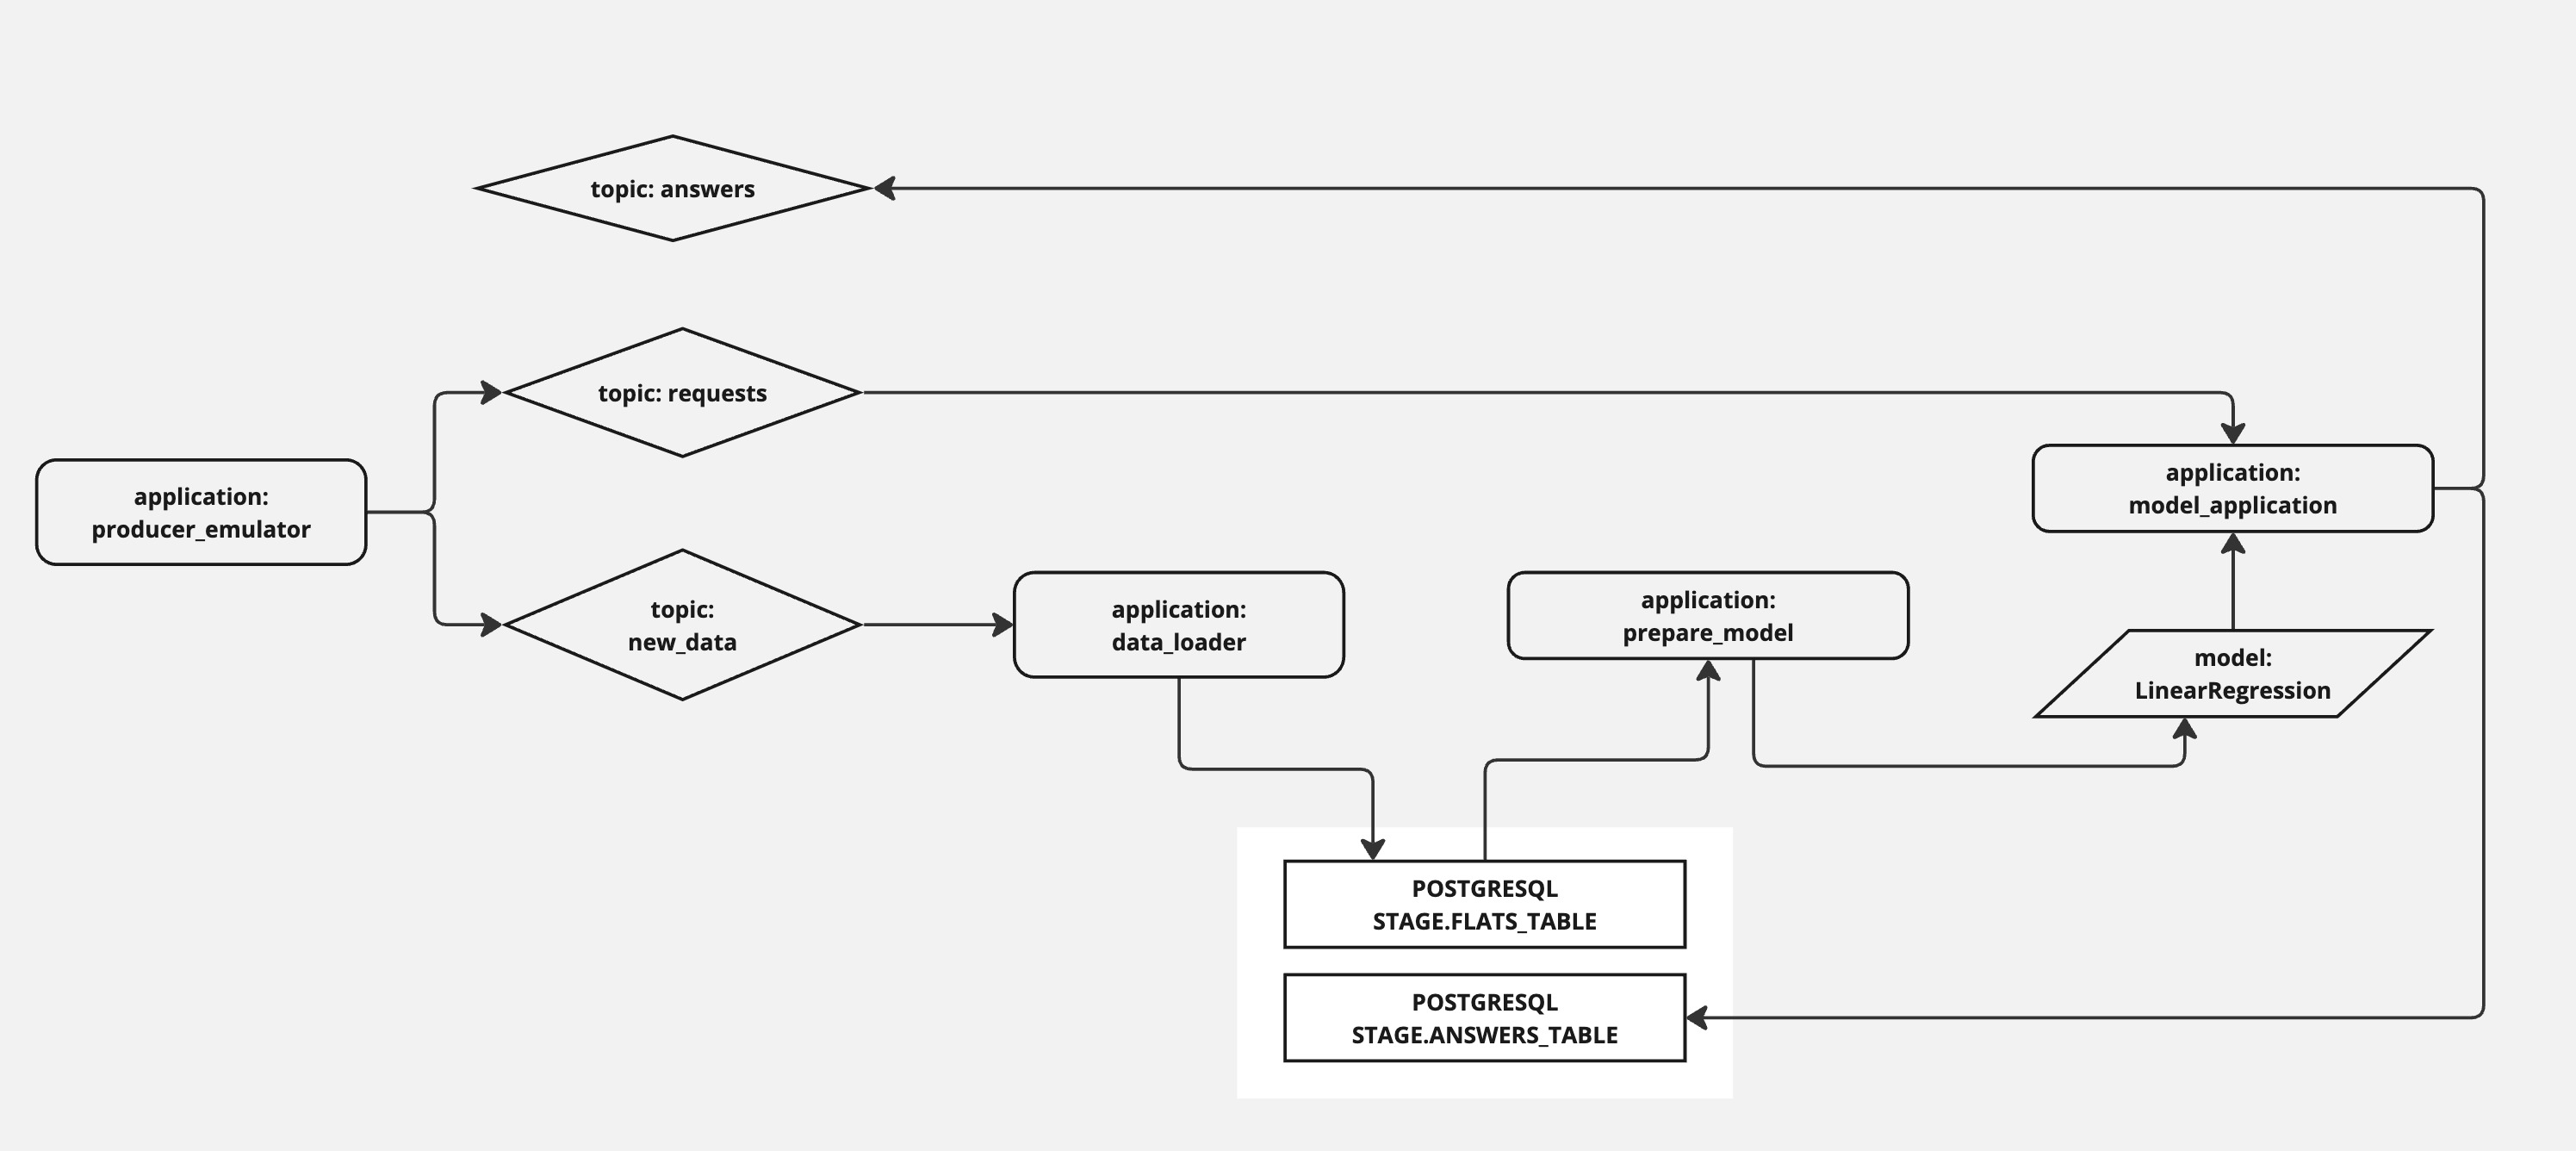 topic: answers
topic: requests
application:
producer_emulator
application:
model_application
topic:
new_data
application:
data_loader
application:
prepare_model
model:
LinearRegression
POSTGRESQL
STAGE.FLATS_TABLE
POSTGRESQL
STAGE.ANSWERS_TABLE